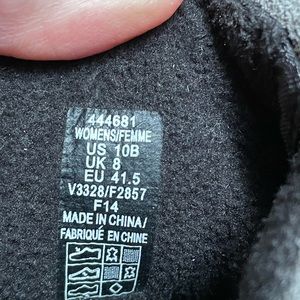 444681
WOMENS/FEMME
US 10B
UK 8
EU 41.5
V3328/F2857
F14
MADE IN CHINA/
FABRIQUÉ EN CHINE